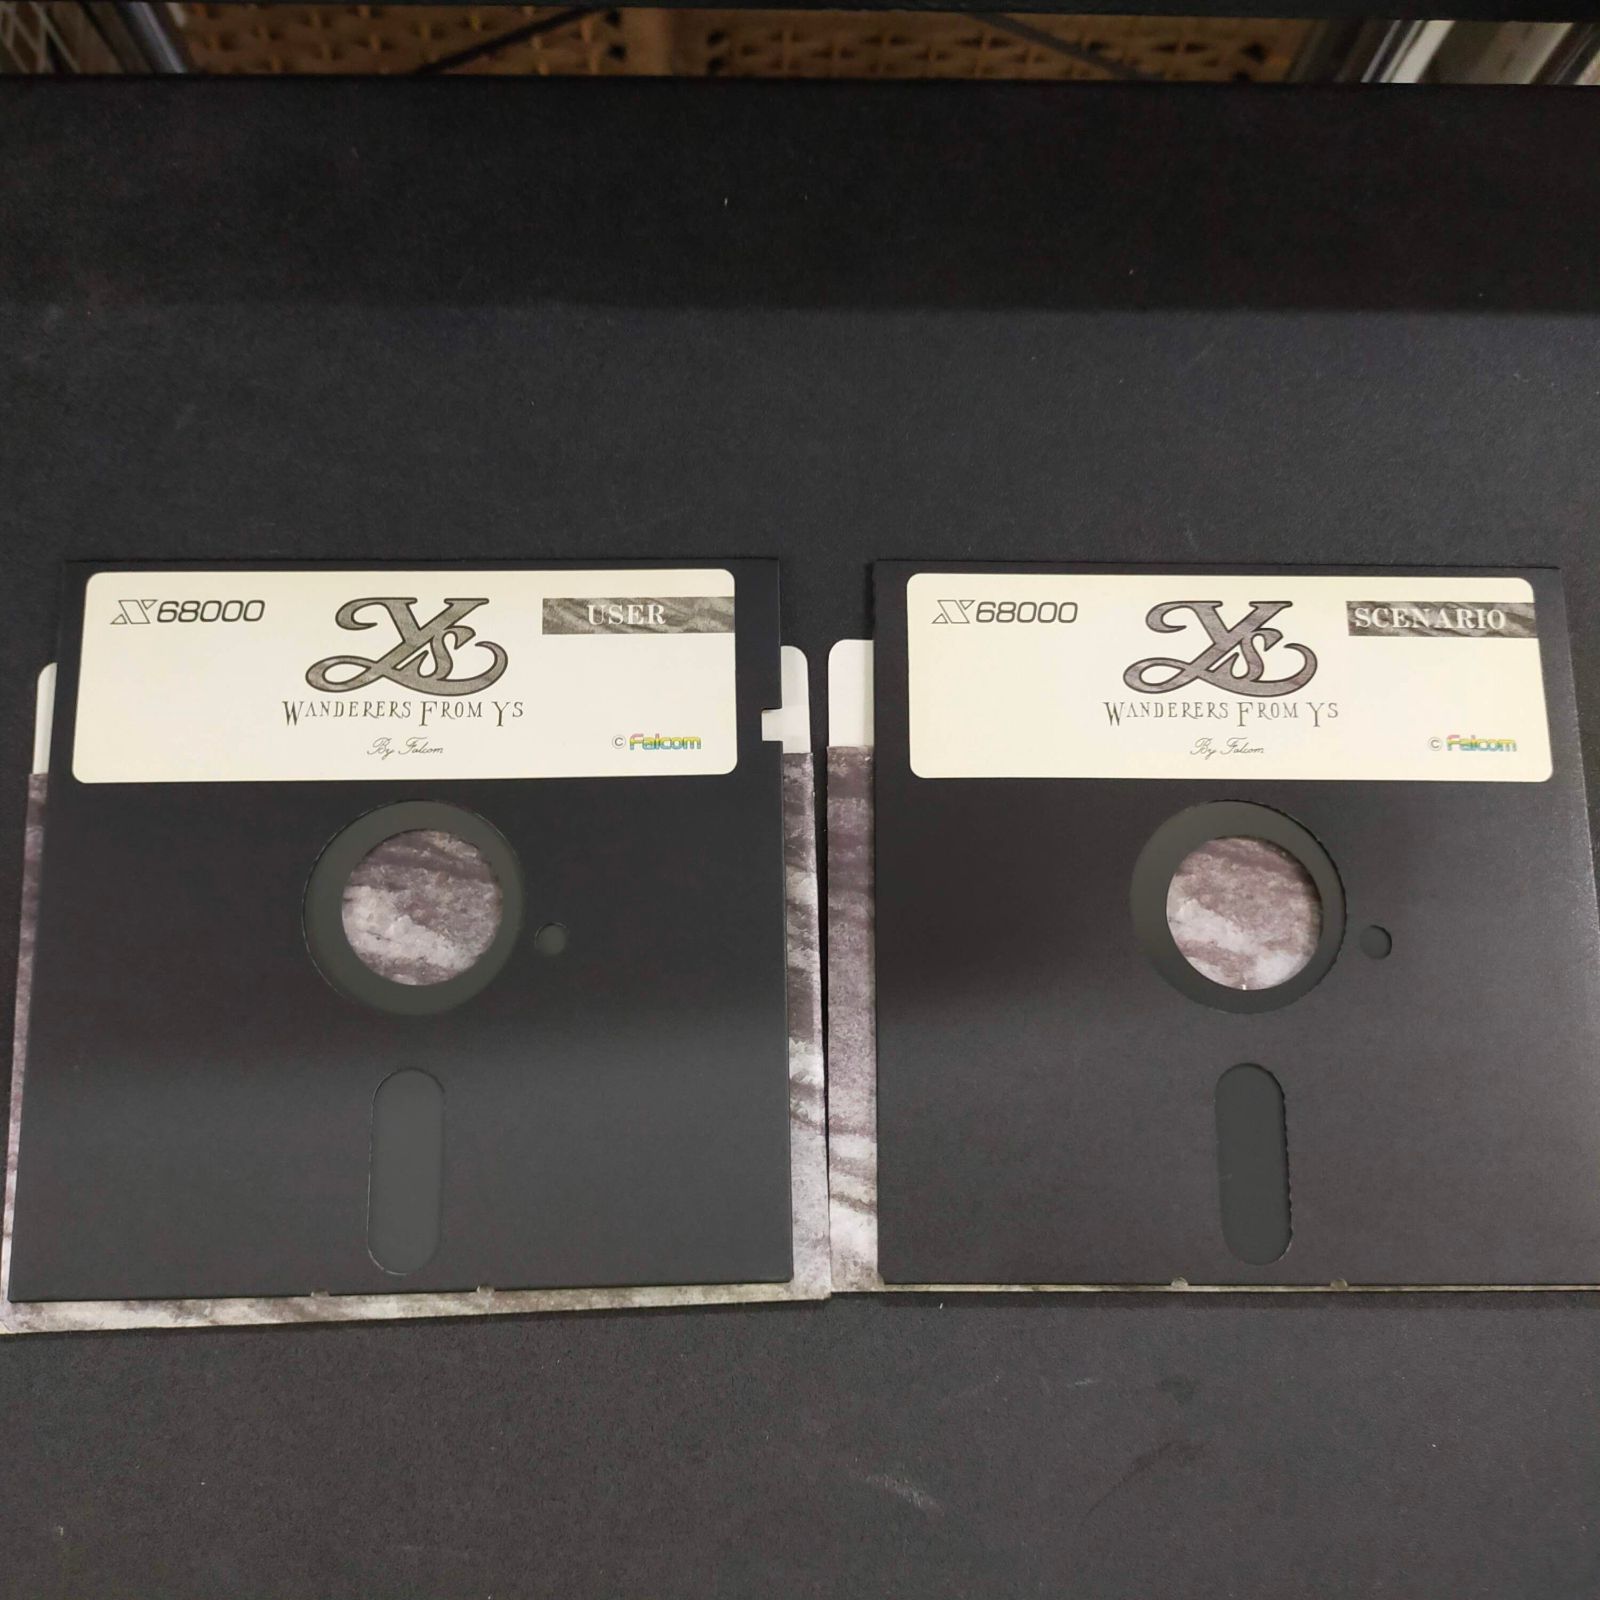 X68000
USER
Ys
WANDERERS FROM YS
By Falcom
© Falcom
X68000
SCENARIO
Ys
WANDERERS FROM YS
By Falcom
© Falcom